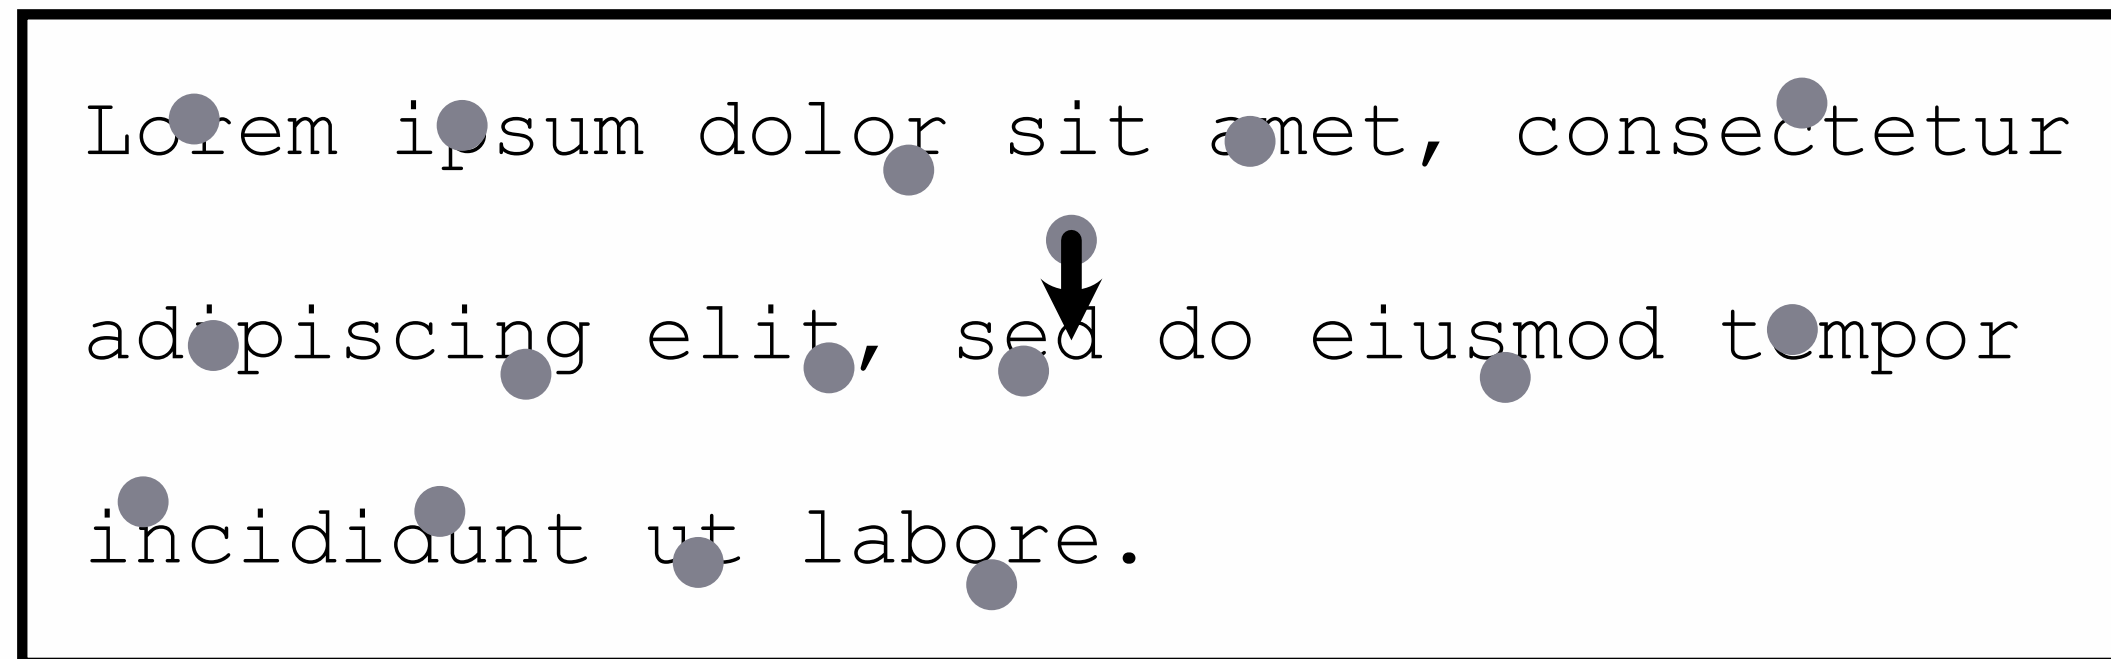 Lorem ipsum dolor sit amet, consectetur
adipiscing elit, sed do eiusmod tempor
incididunt ut labore.